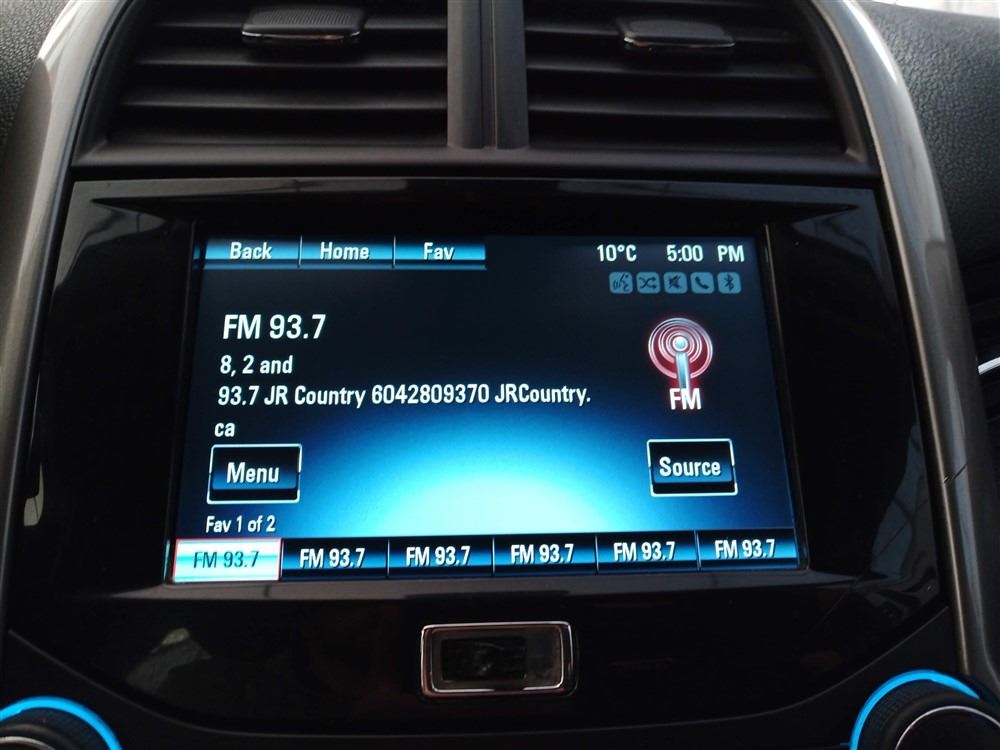 Back Home Fav 10°C 5:00 PM
FM 93.7
8, 2 and
93.7 JR Country 6042809370 JRCountry.
ca
FM
Menu Source
Fav 1 of 2
FM 93.7 FM 93.7 FM 93.7 FM 93.7 FM 93.7 FM 93.7